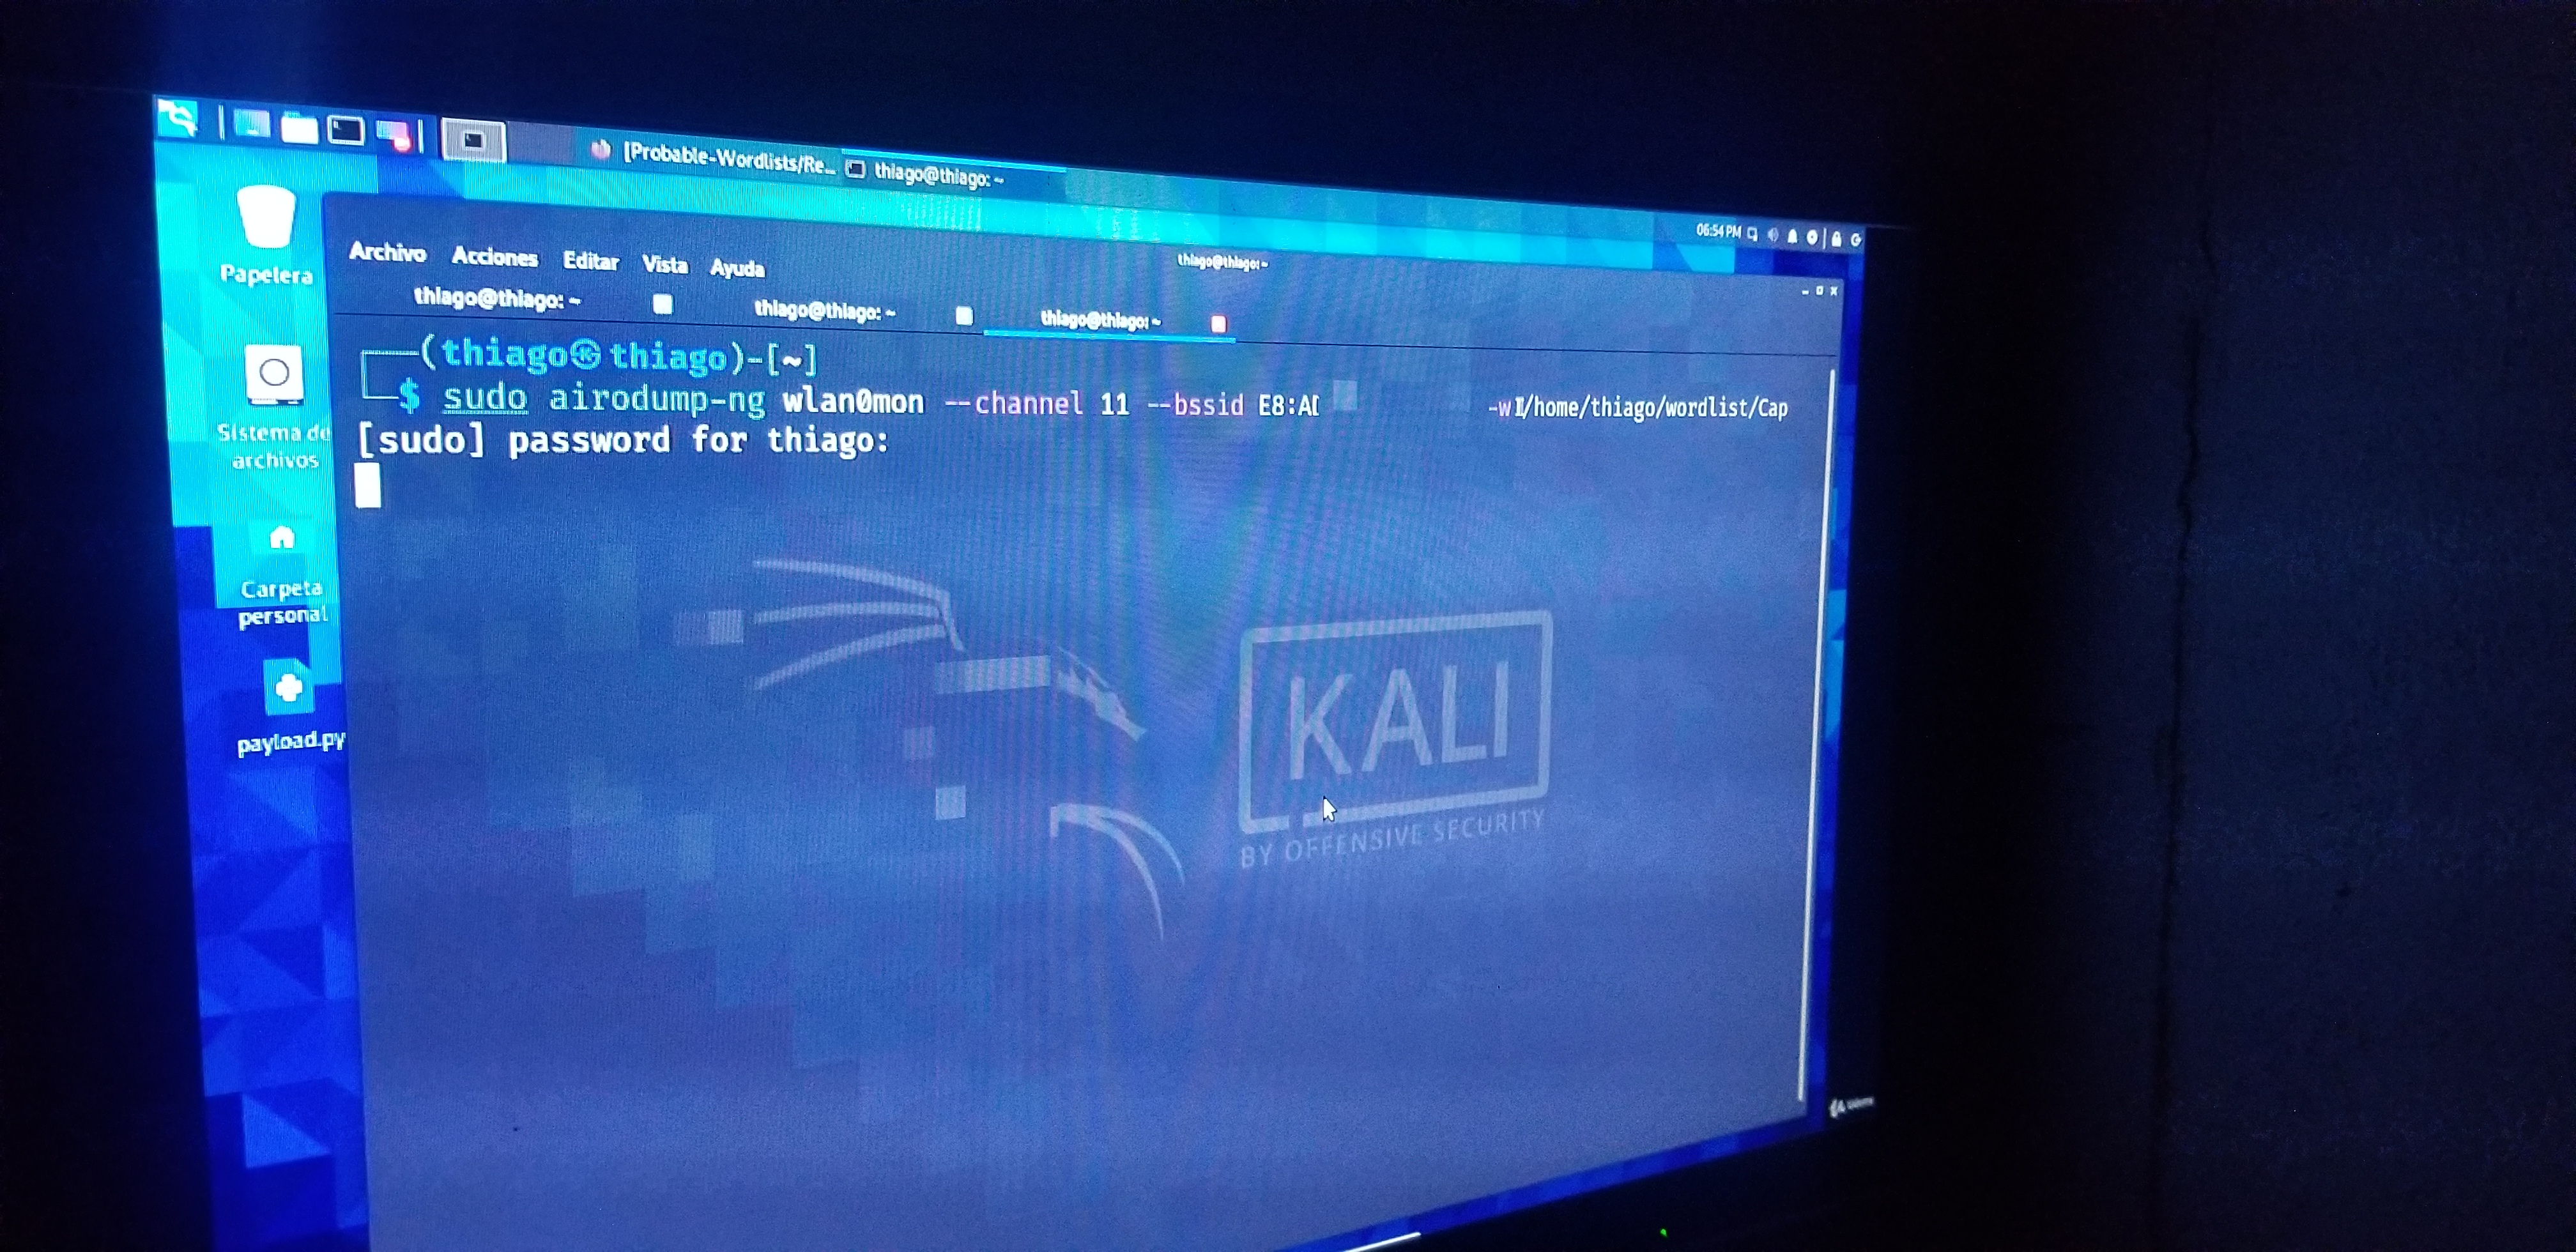 [Probable-Wordlists/Re...
thiago@thiago: ~
06:54 PM
Papelera
Archivo Acciones Editar Vista Ayuda
thiago@thiago: ~
thiago@thiago: ~
thiago@thiago: ~
thiago@thiago: ~
(thiago㉿thiago)-[~]
$ sudo airodump-ng wlan0mon --channel 11 --bssid E8:A -w /home/thiago/wordlist/Cap
[sudo] password for thiago:
Sistema de
archivos
Carpeta
personal
payload.py
KALI
BY OFFENSIVE SECURITY